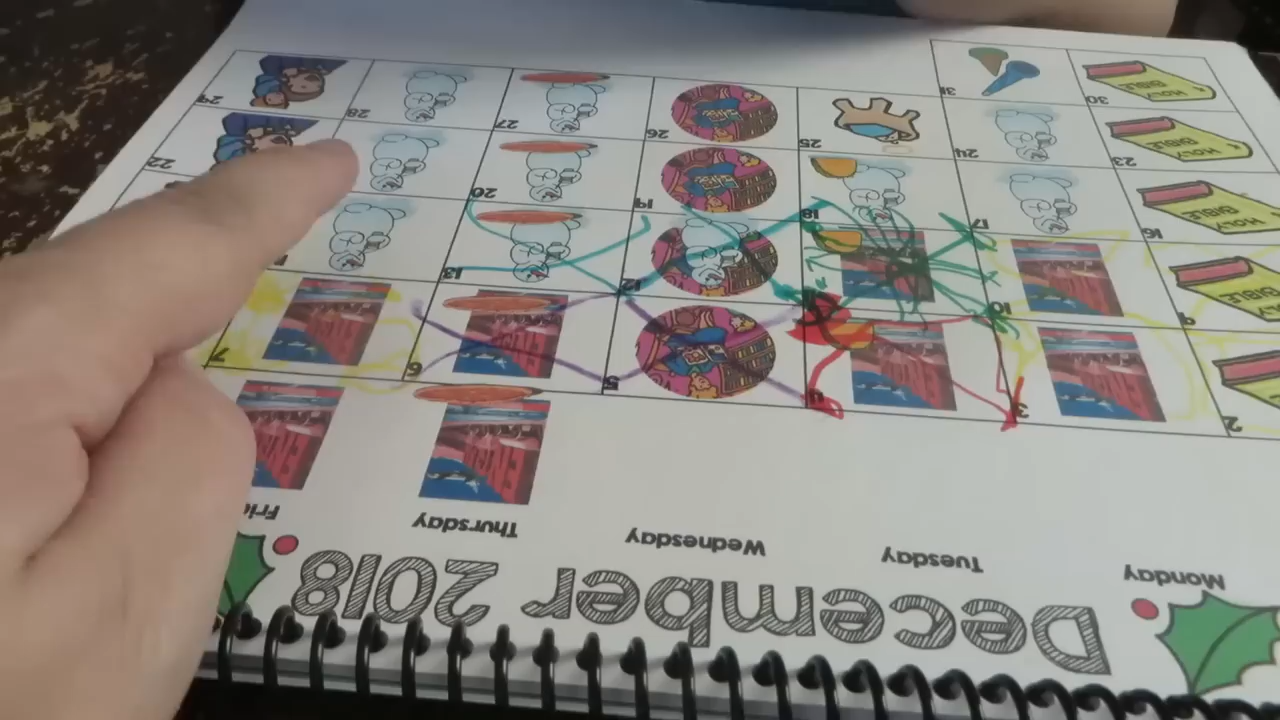 December 2018
Monday Tuesday Wednesday Thursday Fri
2 3 4 5 6 7
BIBLE
9 10 12 13
HOLY BIBLE
16 17 18 19 20 22
HOLY BIBLE
23 24 25 26 27 28 29
HOLY BIBLE
30 31